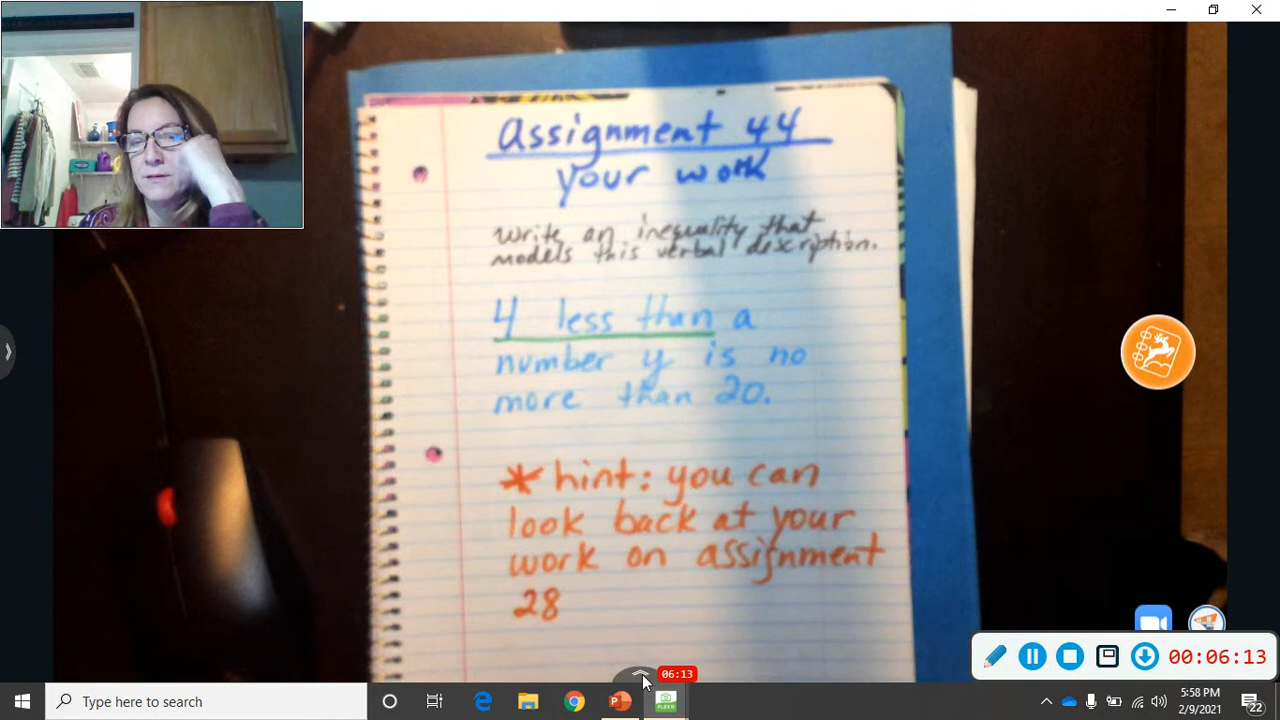 Assignment 44
your work
Write an inequality that
models this verbal description.
4 less than a
number y is no
more than 20.
* hint: you can
look back at your
work on assignment
28
00:06:13
06:13
Type here to search
5:58 PM
2/9/2021
22